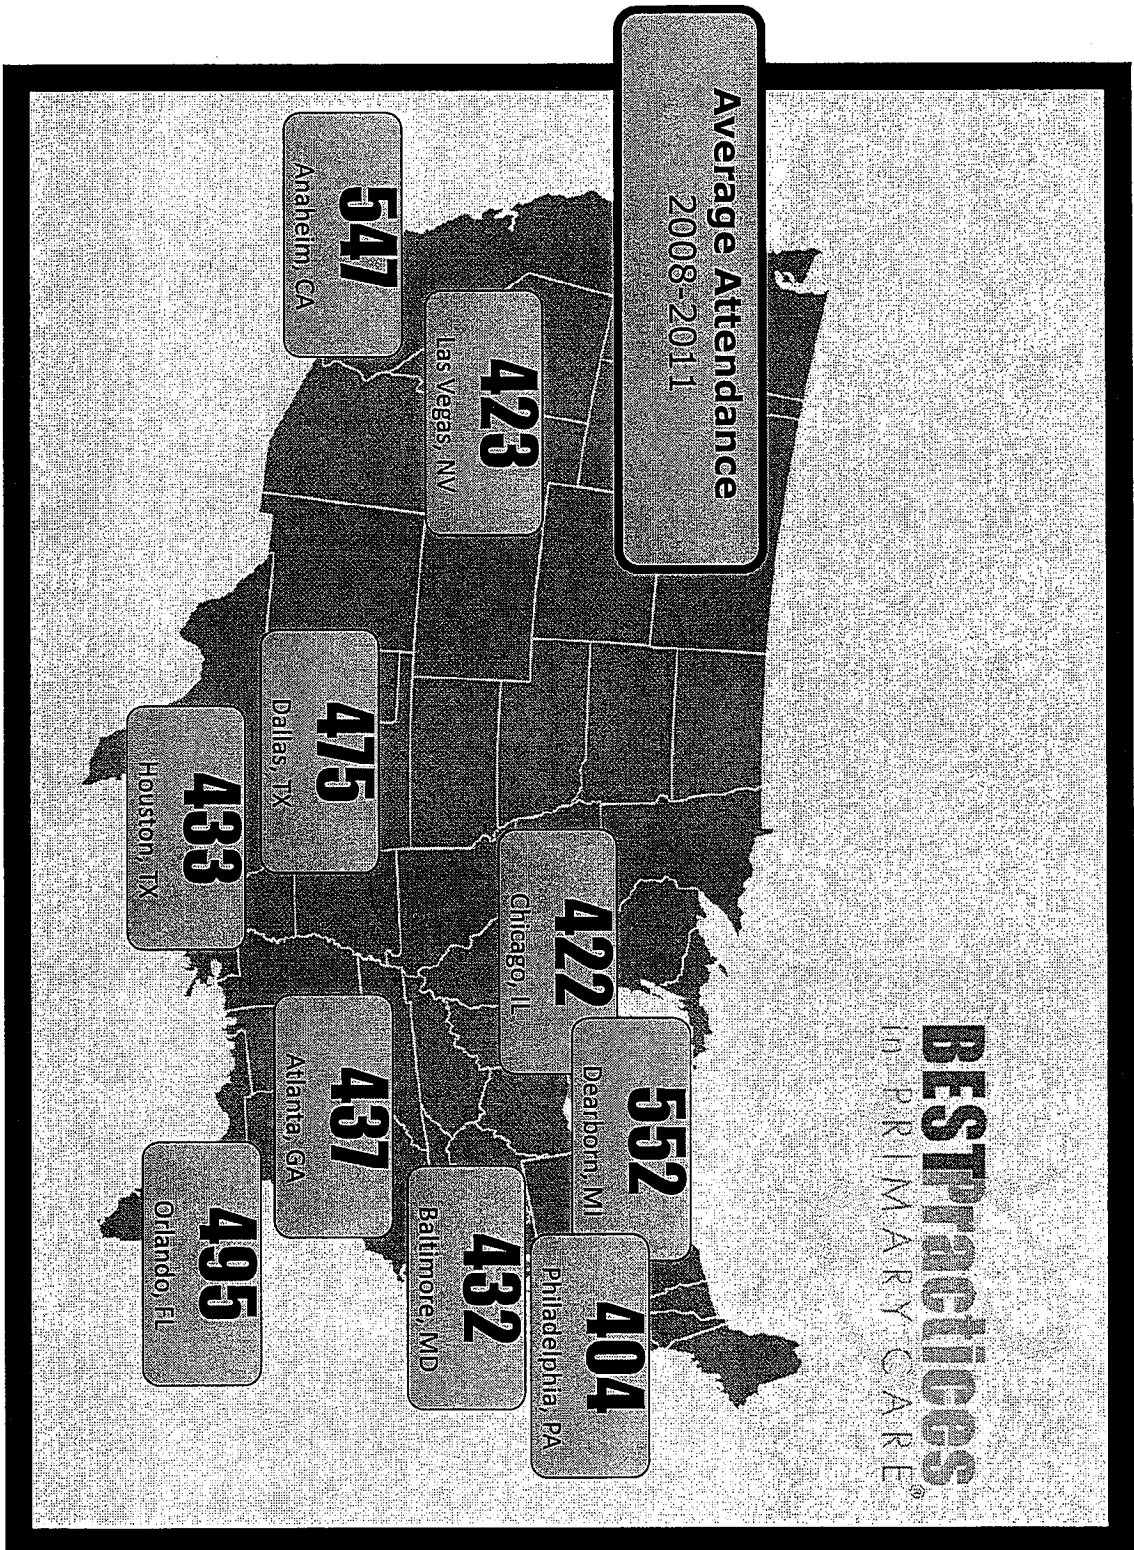 BESTPractices
in PRIMARY CARE®
Average Attendance
2008-2011
547
Anaheim, CA
423
Las Vegas, NV
475
Dallas, TX
433
Houston, TX
422
Chicago, IL
552
Dearborn, MI
437
Atlanta, GA
404
Philadelphia, PA
432
Baltimore, MD
495
Orlando, FL